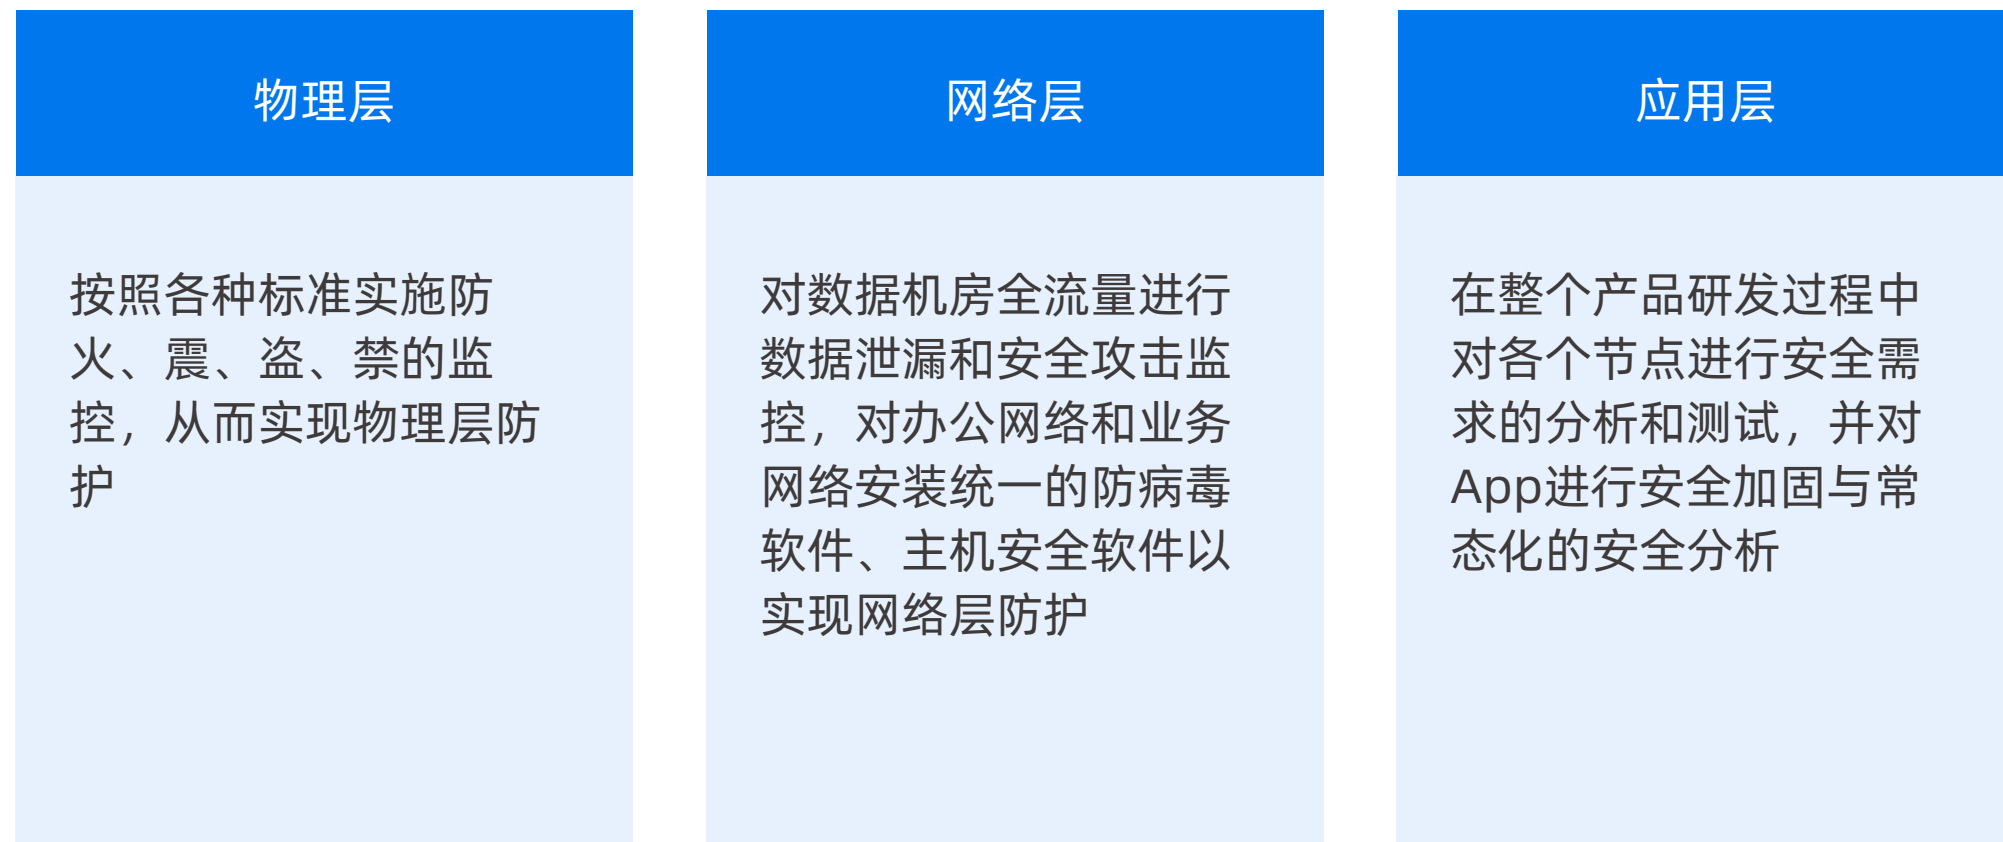 物理层
按照各种标准实施防
火、震、盗、禁的监
控，从而实现物理层防
护
网络层
对数据机房全流量进行
数据泄漏和安全攻击监
控，对办公网络和业务
网络安装统一的防病毒
软件、主机安全软件以
实现网络层防护
应用层
在整个产品研发过程中
对各个节点进行安全需
求的分析和测试，并对
App进行安全加固与常
态化的安全分析